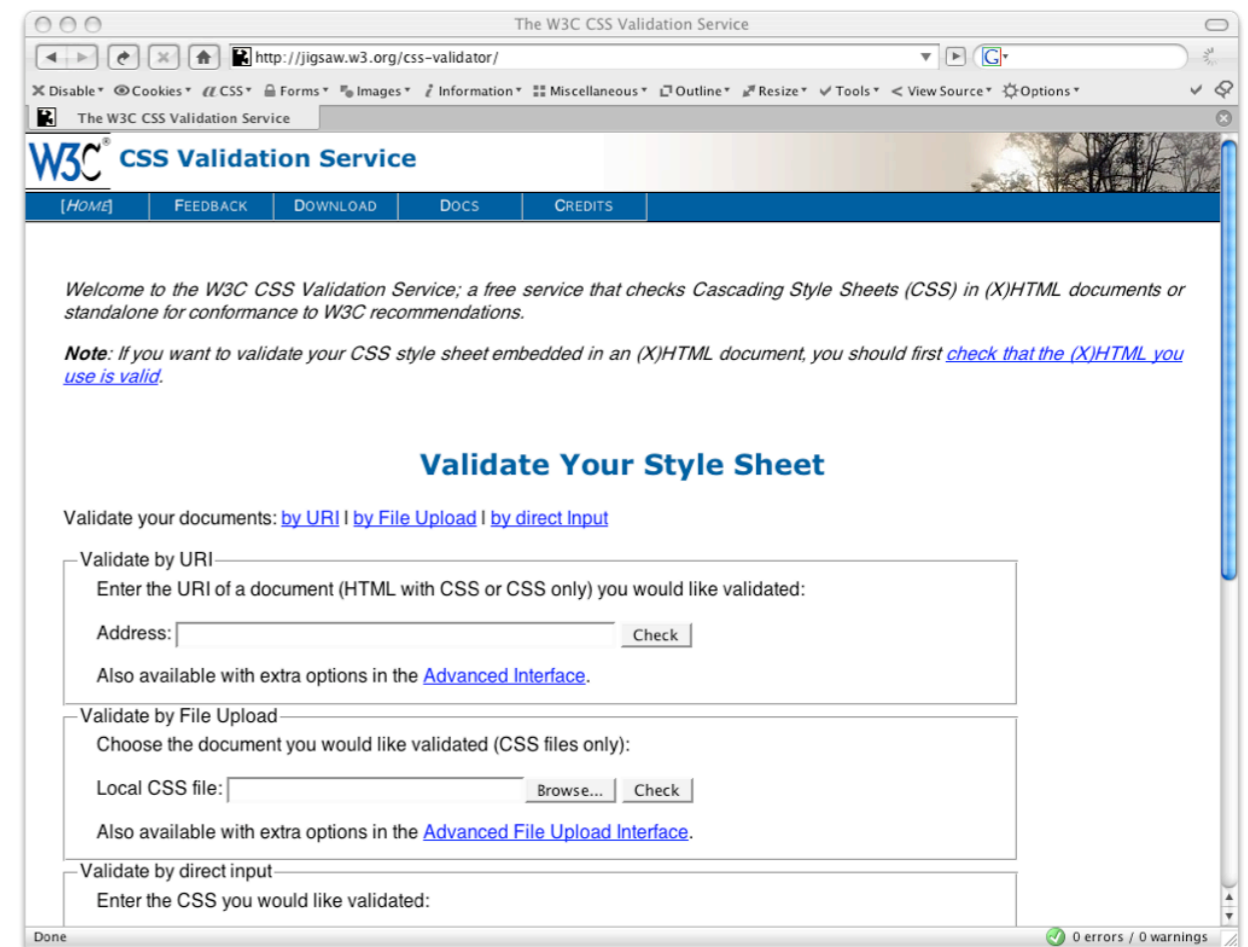 The W3C CSS Validation Service
http://jigsaw.w3.org/css-validator/
G
Disable Cookies CSS Forms Images Information Miscellaneous Outline Resize Tools View Source Options
The W3C CSS Validation Service
W3C® CSS Validation Service
[HOME] FEEDBACK DOWNLOAD DOCS CREDITS
Welcome to the W3C CSS Validation Service; a free service that checks Cascading Style Sheets (CSS) in (X)HTML documents or
standalone for conformance to W3C recommendations.
Note: If you want to validate your CSS style sheet embedded in an (X)HTML document, you should first check that the (X)HTML you
use is valid.
Validate Your Style Sheet
Validate your documents: by URI | by File Upload | by direct Input
Validate by URI
Enter the URI of a document (HTML with CSS or CSS only) you would like validated:
Address: Check
Also available with extra options in the Advanced Interface.
Validate by File Upload
Choose the document you would like validated (CSS files only):
Local CSS file: Browse... Check
Also available with extra options in the Advanced File Upload Interface.
Validate by direct input
Enter the CSS you would like validated:
Done 0 errors / 0 warnings